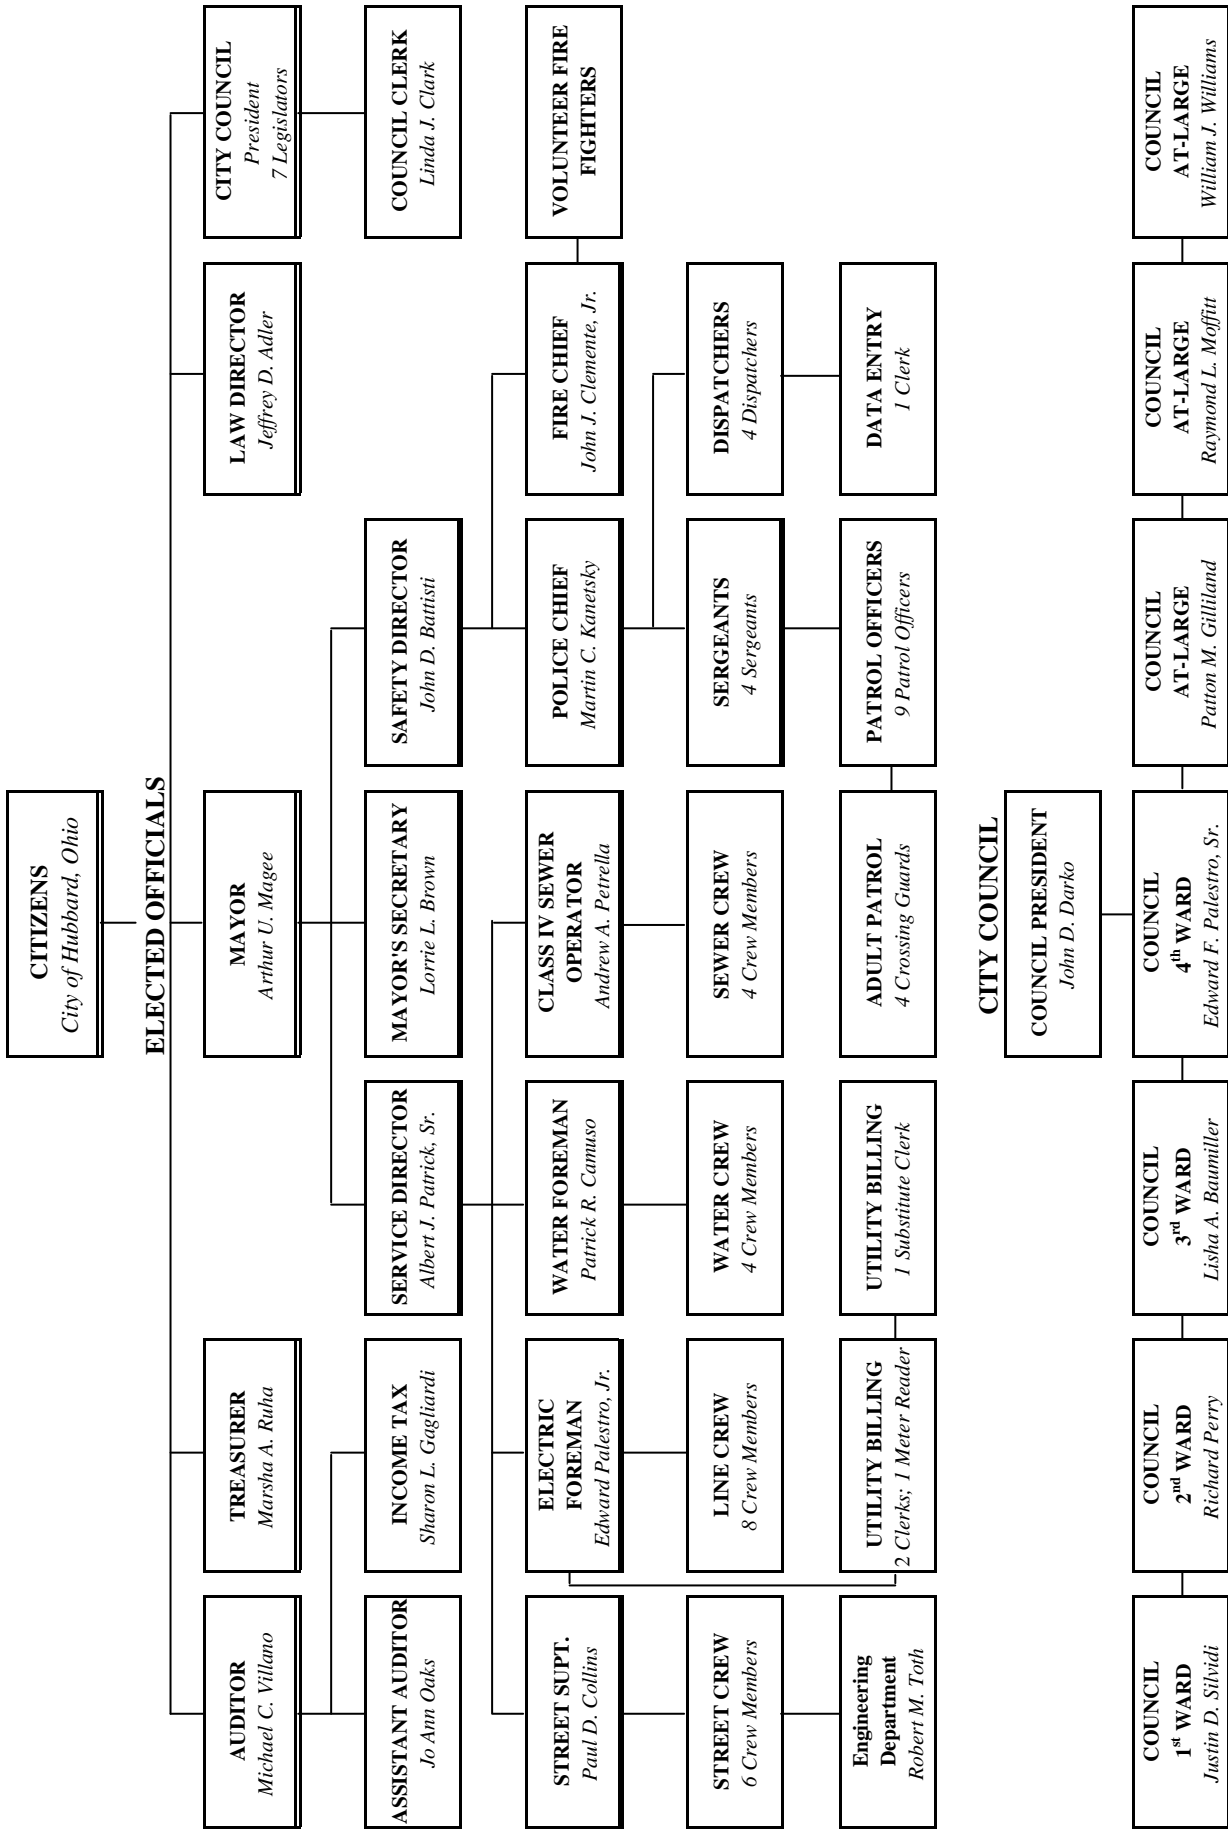 CITIZENS
City of Hubbard, Ohio
ELECTED OFFICIALS
AUDITOR
Michael C. Villano
TREASURER
Marsha A. Ruha
MAYOR
Arthur U. Magee
LAW DIRECTOR
Jeffrey D. Adler
CITY COUNCIL
President
7 Legislators
ASSISTANT AUDITOR
Jo Ann Oaks
INCOME TAX
Sharon L. Gagliardi
SERVICE DIRECTOR
Albert J. Patrick, Sr.
MAYOR'S SECRETARY
Lorrie L. Brown
SAFETY DIRECTOR
John D. Battisti
COUNCIL CLERK
Linda J. Clark
STREET SUPT.
Paul D. Collins
ELECTRIC
FOREMAN
Edward Palestro, Jr.
WATER FOREMAN
Patrick R. Camuso
CLASS IV SEWER
OPERATOR
Andrew A. Petrella
POLICE CHIEF
Martin C. Kanetsky
FIRE CHIEF
John J. Clemente, Jr.
VOLUNTEER FIRE
FIGHTERS
STREET CREW
6 Crew Members
LINE CREW
8 Crew Members
WATER CREW
4 Crew Members
SEWER CREW
4 Crew Members
SERGEANTS
4 Sergeants
DISPATCHERS
4 Dispatchers
Engineering
Department
Robert M. Toth
UTILITY BILLING
2 Clerks; 1 Meter Reader
UTILITY BILLING
1 Substitute Clerk
ADULT PATROL
4 Crossing Guards
PATROL OFFICERS
9 Patrol Officers
DATA ENTRY
1 Clerk
CITY COUNCIL
COUNCIL PRESIDENT
John D. Darko
COUNCIL
1st WARD
Justin D. Silvidi
COUNCIL
2nd WARD
Richard Perry
COUNCIL
3rd WARD
Lisha A. Baumiller
COUNCIL
4th WARD
Edward F. Palestro, Sr.
COUNCIL
AT-LARGE
Patton M. Gilliland
COUNCIL
AT-LARGE
Raymond L. Moffitt
COUNCIL
AT-LARGE
William J. Williams